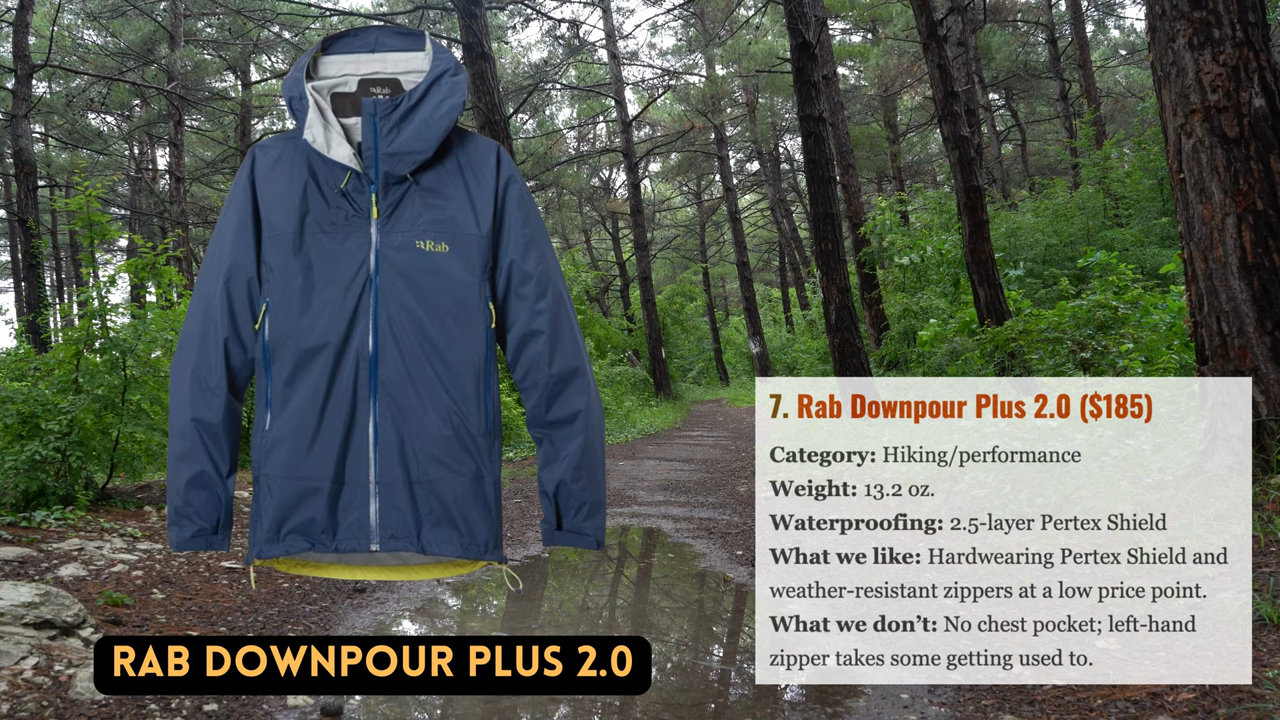 Rab
Rab
7. Rab Downpour Plus 2.0 ($185)
Category: Hiking/performance
Weight: 13.2 oz.
Waterproofing: 2.5-layer Pertex Shield
What we like: Hardwearing Pertex Shield and
weather-resistant zippers at a low price point.
What we don't: No chest pocket; left-hand
zipper takes some getting used to.
RAB DOWNPOUR PLUS 2.0